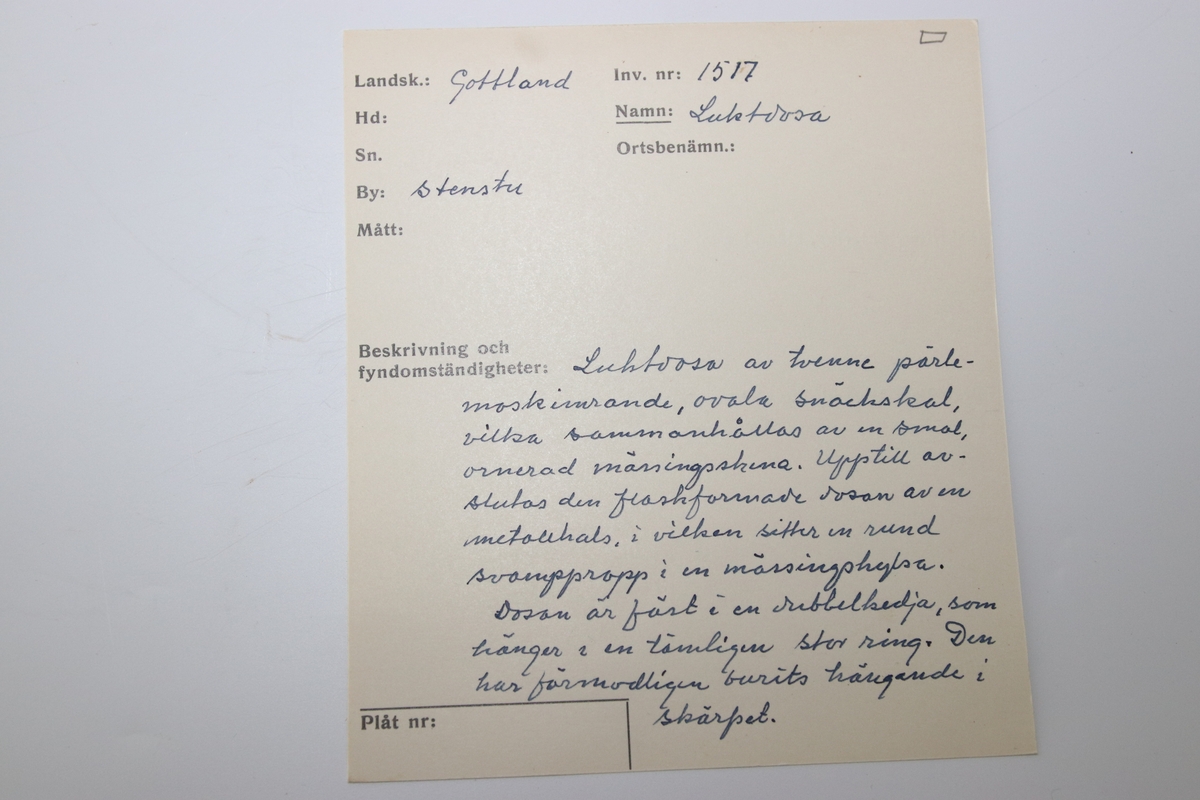 Landsk.: Gottland
Inv. nr: 1517
Hd:
Namn: Luktdosa
Sn.
Ortsbenämn.:
By: Stenstu
Mått:
Beskrivning och
fyndomständigheter: Luktdosa av tvenne pärle-
moskimrande, ovala snäckskal,
vilka sammanhållas av en smal,
ornerad mässingsskena. Upptill av-
slutas den flaskformade dosan av en
metallhals, i vilken sitter en rund
svamppropp i en mässingshylsa.
Dosan är fäst i en dubbelkedja, som
hänger i en tämligen stor ring. Den
har förmodligen burits hängande i
skärpet.
Plåt nr: